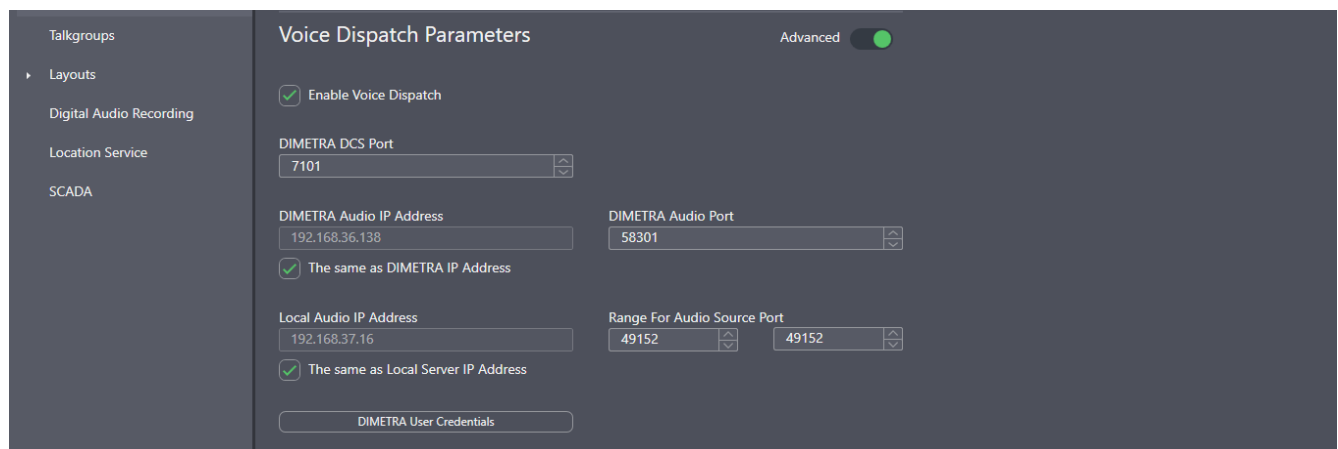 Talkgroups
Layouts
Digital Audio Recording
Location Service
SCADA
Voice Dispatch Parameters
Advanced
Enable Voice Dispatch
DIMETRA DCS Port
7101
DIMETRA Audio IP Address
DIMETRA Audio Port
192.168.36.138
58301
The same as DIMETRA IP Address
Local Audio IP Address
Range For Audio Source Port
192.168.37.16
49152
49152
The same as Local Server IP Address
DIMETRA User Credentials